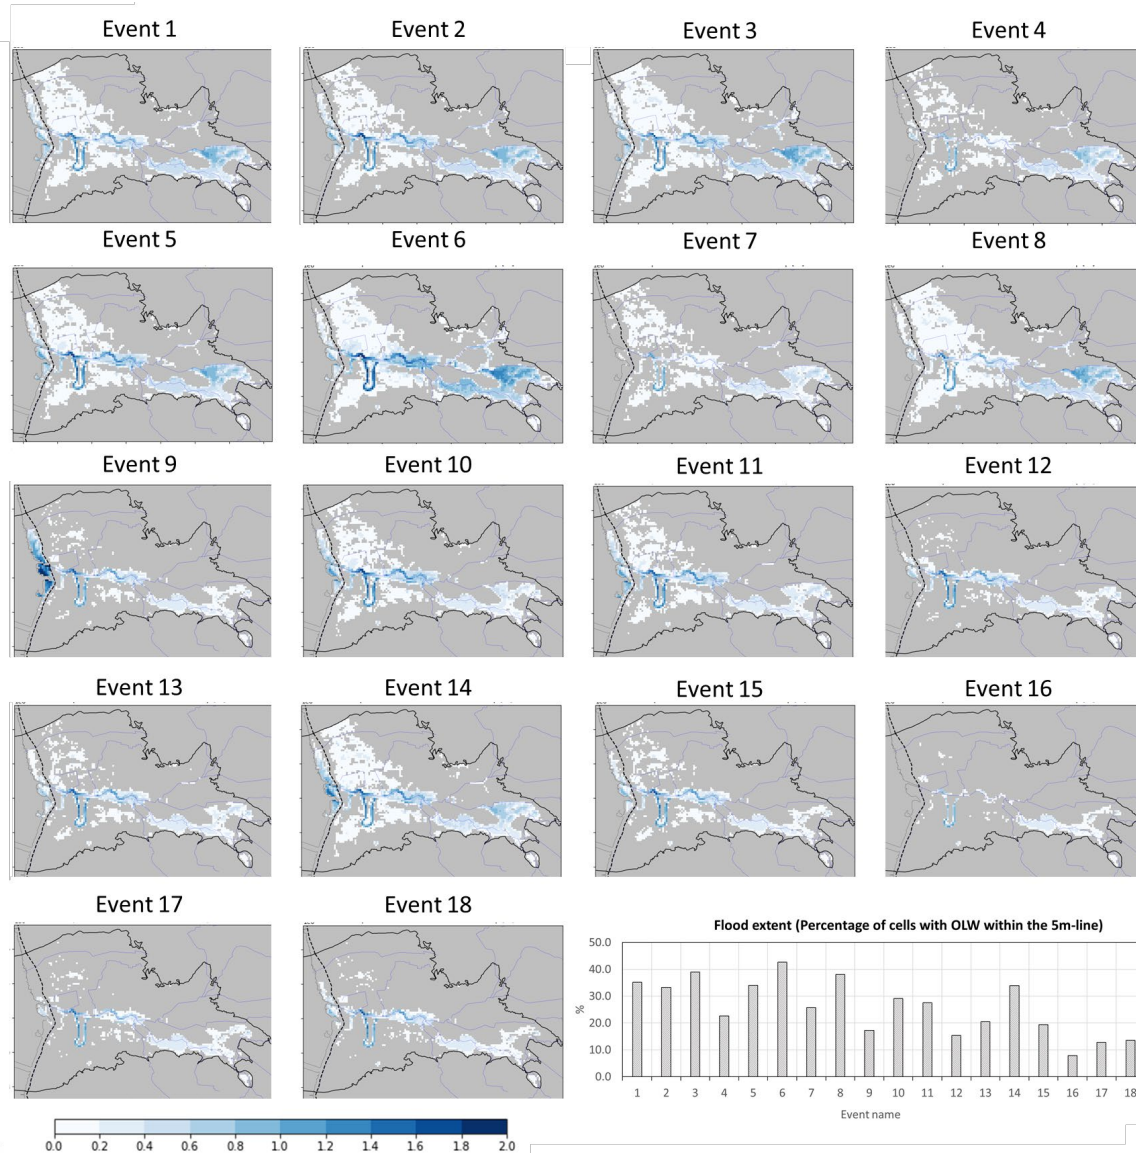 Event 1 Event 2 Event 3 Event 4
Event 5 Event 6 Event 7 Event 8
Event 9 Event 10 Event 11 Event 12
Event 13 Event 14 Event 15 Event 16
Event 17 Event 18
Flood extent (Percentage of cells with OLW within the 5m-line)
50.0
40.0
30.0
20.0
10.0
0.0
%
1 2 3 4 5 6 7 8 9 10 11 12 13 14 15 16 17 18
Event name
0.0 0.2 0.4 0.6 0.8 1.0 1.2 1.4 1.6 1.8 2.0